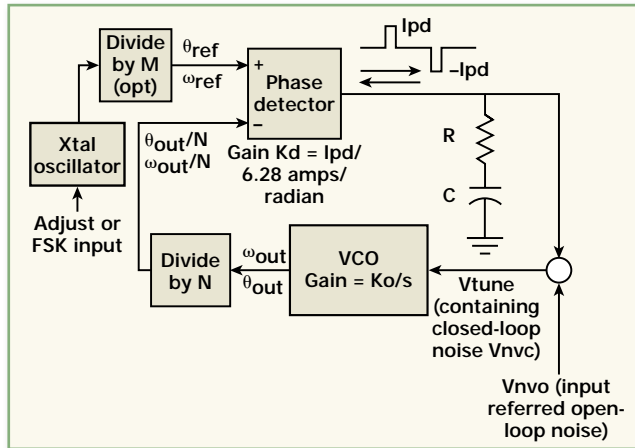 Divide
by M
(opt)
θref
ωref
Ipd
–Ipd
+
Phase
detector
–
Xtal
oscillator
θout/N
ωout/N
Gain Kd = Ipd/
6.28 amps/
radian
R
C
Adjust or
FSK input
Divide
by N
ωout
θout
VCO
Gain = Ko/s
Vtune
(containing
closed-loop
noise Vnvc)
Vnvo (input
referred open-
loop noise)